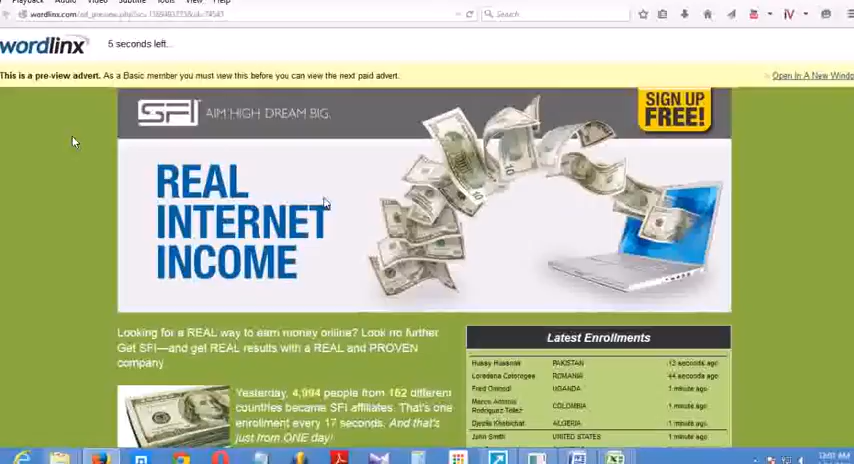 Playback Audio Video Subtitle Tools View Help
Search
wordlinx
5 seconds left..
This is a pre-view advert. As a Basic member you must view this before you can view the next paid advert.
Open In A New Windo
SFI AIM HIGH. DREAM BIG.
SIGN UP
FREE!
REAL
INTERNET
INCOME
Looking for a REAL way to earn money online? Look no further
Get SFI—and get REAL results with a REAL and PROVEN
company
Yesterday, 4,994 people from 162 different
countries became SFI affiliates. That's one
enrollment every 17 seconds. And that's
just from ONE day!
Latest Enrollments
PAKISTAN 12 seconds ago
ROMANIA 44 seconds ago
UGANDA 1 minute ago
COLOMBIA 1 minute ago
ALGERIA 1 minute ago
John Smith UNITED STATES 1 minute ago